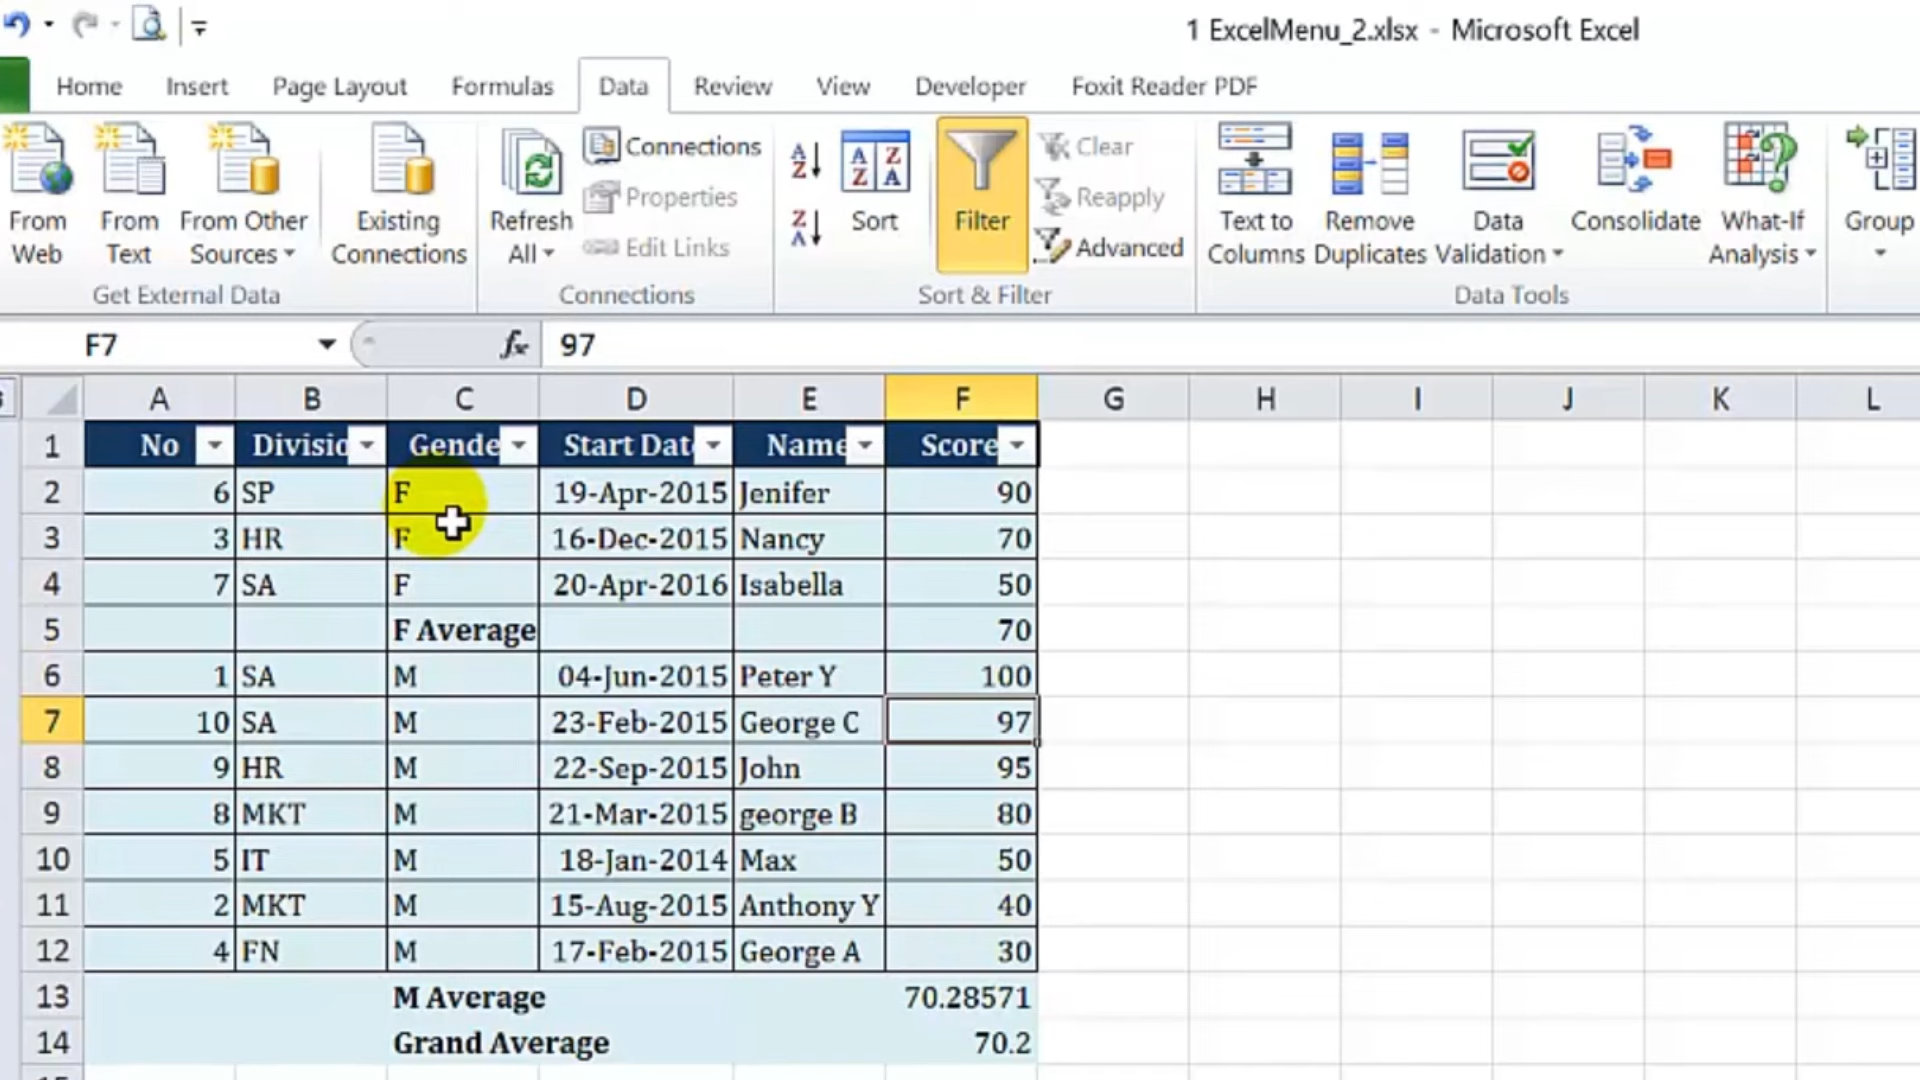 1 ExcelMenu_2.xlsx - Microsoft Excel
Home Insert Page Layout Formulas Data Review View Developer Foxit Reader PDF
From Web
From Text
From Other Sources
Existing Connections
Get External Data
Refresh All
Connections
Properties
Edit Links
Connections
Sort
Filter
Clear
Reapply
Advanced
Sort & Filter
Text to Columns
Remove Duplicates
Data Validation
Consolidate
What-If Analysis
Data Tools
Group
F7 fx 97
A B C D E F G H I J K L
1 No Divisio Gende Start Dat Name Score
2 6 SP F 19-Apr-2015 Jenifer 90
3 3 HR F 16-Dec-2015 Nancy 70
4 7 SA F 20-Apr-2016 Isabella 50
5 F Average 70
6 1 SA M 04-Jun-2015 Peter Y 100
7 10 SA M 23-Feb-2015 George C 97
8 9 HR M 22-Sep-2015 John 95
9 8 MKT M 21-Mar-2015 george B 80
10 5 IT M 18-Jan-2014 Max 50
11 2 MKT M 15-Aug-2015 Anthony Y 40
12 4 FN M 17-Feb-2015 George A 30
13 M Average 70.28571
14 Grand Average 70.2